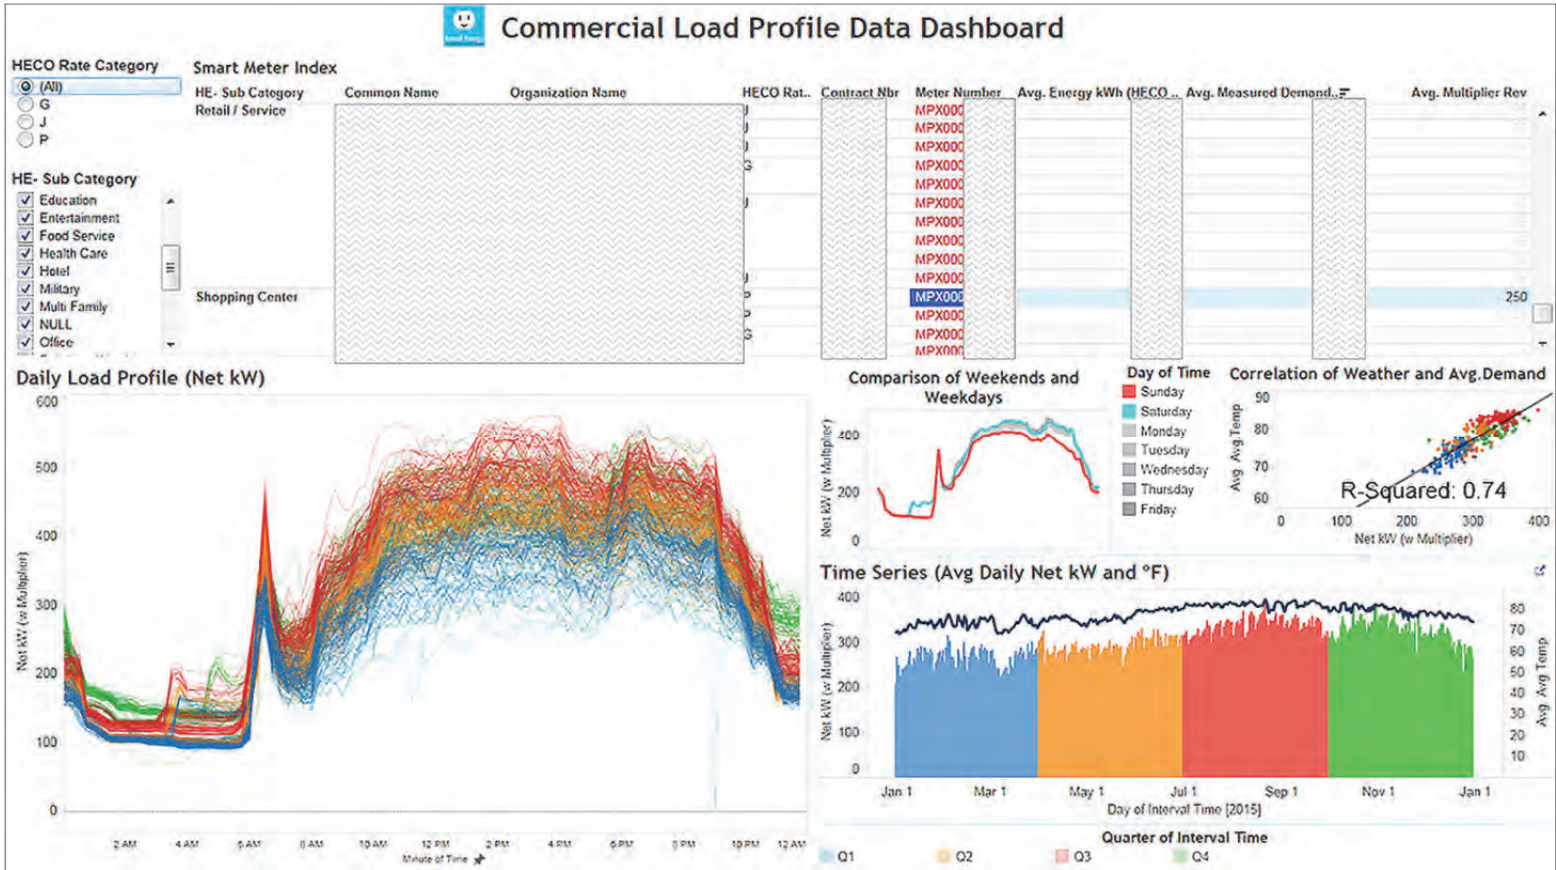 Commercial Load Profile Data Dashboard
HECO Rate Category
(All)
G
J
P
HE- Sub Category
Education
Entertainment
Food Service
Health Care
Hotel
Military
Multi Family
NULL
Office
Smart Meter Index
HE- Sub Category Common Name Organization Name HECO Rat.. Contract Nbr Meter Number Avg. Energy kWh (HECO .. Avg. Measured Demand.. Avg. Multiplier Rev
Retail / Service J MPX000
J MPX000
J MPX000
G MPX000
MPX000
J MPX000
MPX000
MPX000
MPX000
J MPX000
Shopping Center P MPX000 250
P MPX000
G MPX000
MPX000
Daily Load Profile (Net kW)
Net kW (w Multiplier)
600
500
400
300
200
100
0
2 AM 4 AM 6 AM 8 AM 10 AM 12 PM 2 PM 4 PM 6 PM 8 PM 10 PM 12 AM
Minute of Time
Comparison of Weekends and
Weekdays
Net kW (w Multiplier)
400
200
0
Day of Time
Sunday
Saturday
Monday
Tuesday
Wednesday
Thursday
Friday
Correlation of Weather and Avg.Demand
Avg. Avg.Temp
90
80
70
60
R-Squared: 0.74
0 100 200 300 400
Net kW (w Multiplier)
Time Series (Avg Daily Net kW and °F)
Net kW (w Multiplier)
400
300
200
100
0
80
70
60
50
40
30
20
10
Avg. Avg Temp
Jan 1 Mar 1 May 1 Jul 1 Sep 1 Nov 1 Jan 1
Day of Interval Time [2015]
Quarter of Interval Time
Q1 Q2 Q3 Q4